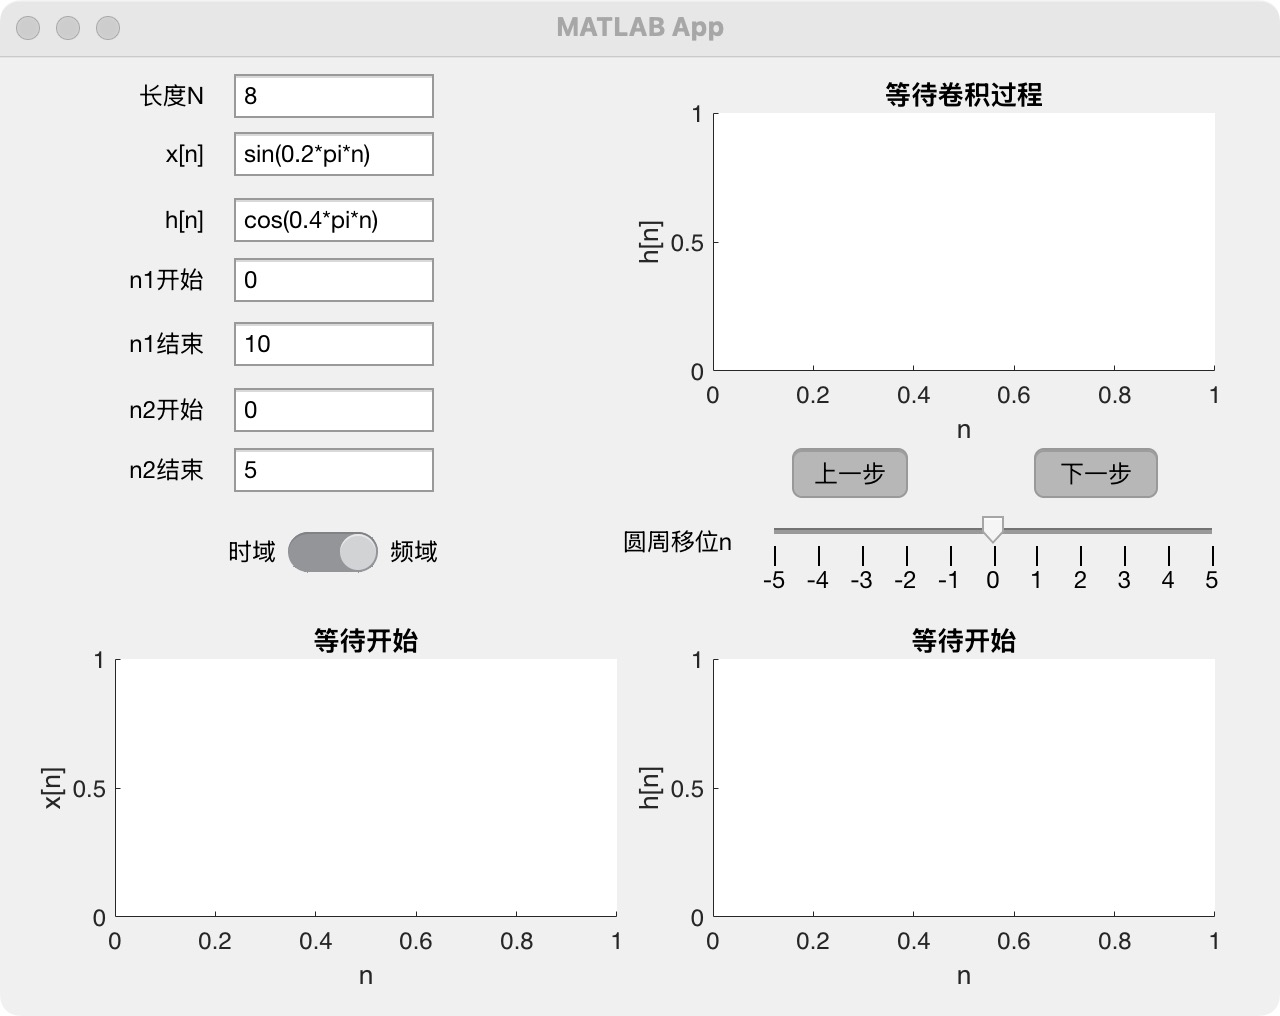 MATLAB App
长度N 8
x[n] sin(0.2*pi*n)
h[n] cos(0.4*pi*n)
n1开始 0
n1结束 10
n2开始 0
n2结束 5
时域 频域
等待卷积过程
1
0.5
0
h[n]
0 0.2 0.4 0.6 0.8 1
n
上一步 下一步
圆周移位n
-5 -4 -3 -2 -1 0 1 2 3 4 5
等待开始
1
0.5
0
x[n]
0 0.2 0.4 0.6 0.8 1
n
等待开始
1
0.5
0
h[n]
0 0.2 0.4 0.6 0.8 1
n